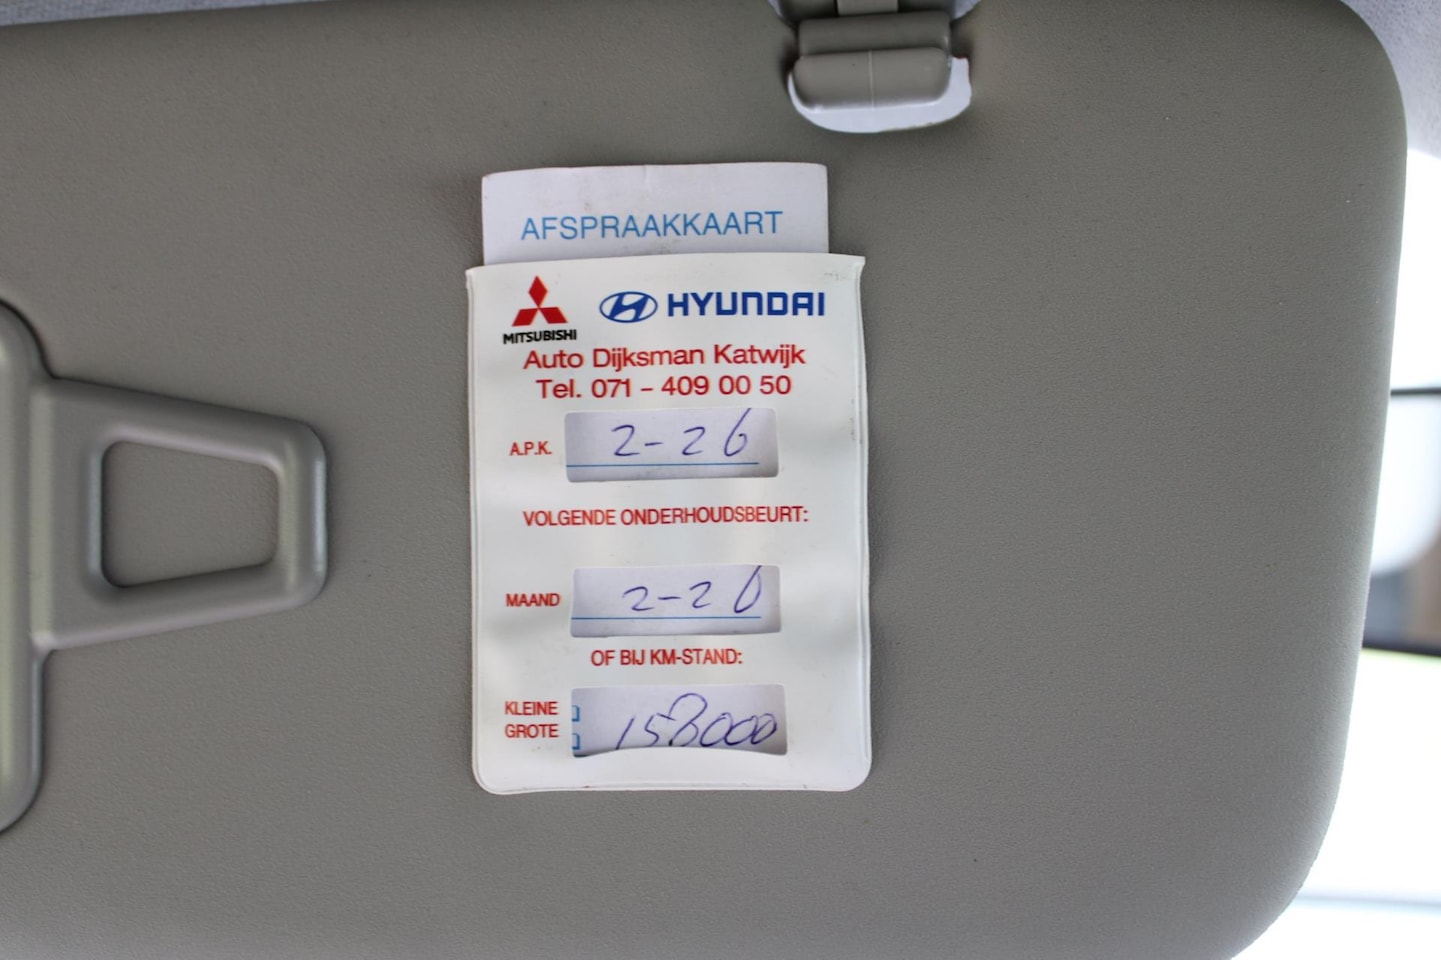 AFSPRAAKKAART
MITSUBISHI HYUNDAI
Auto Dijksman Katwijk
Tel. 071 - 409 00 50
A.P.K. 2-26
VOLGENDE ONDERHOUDSBEURT:
MAAND 2-26
OF BIJ KM-STAND:
KLEINE
GROTE 158000